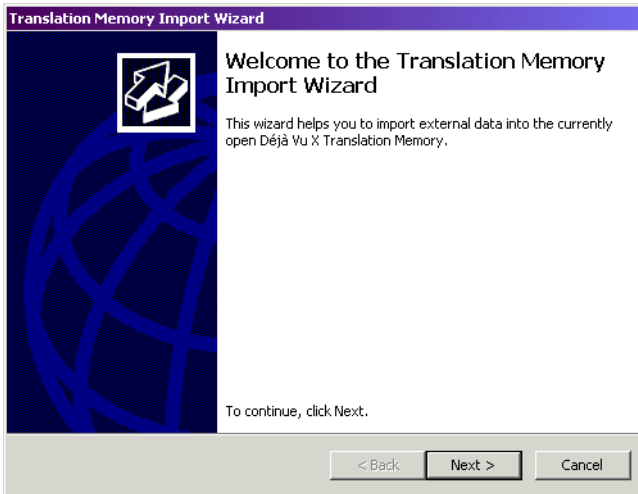 Translation Memory Import Wizard
Welcome to the Translation Memory
Import Wizard
This wizard helps you to import external data into the currently
open Déjà Vu X Translation Memory.
To continue, click Next.
< Back
Next >
Cancel